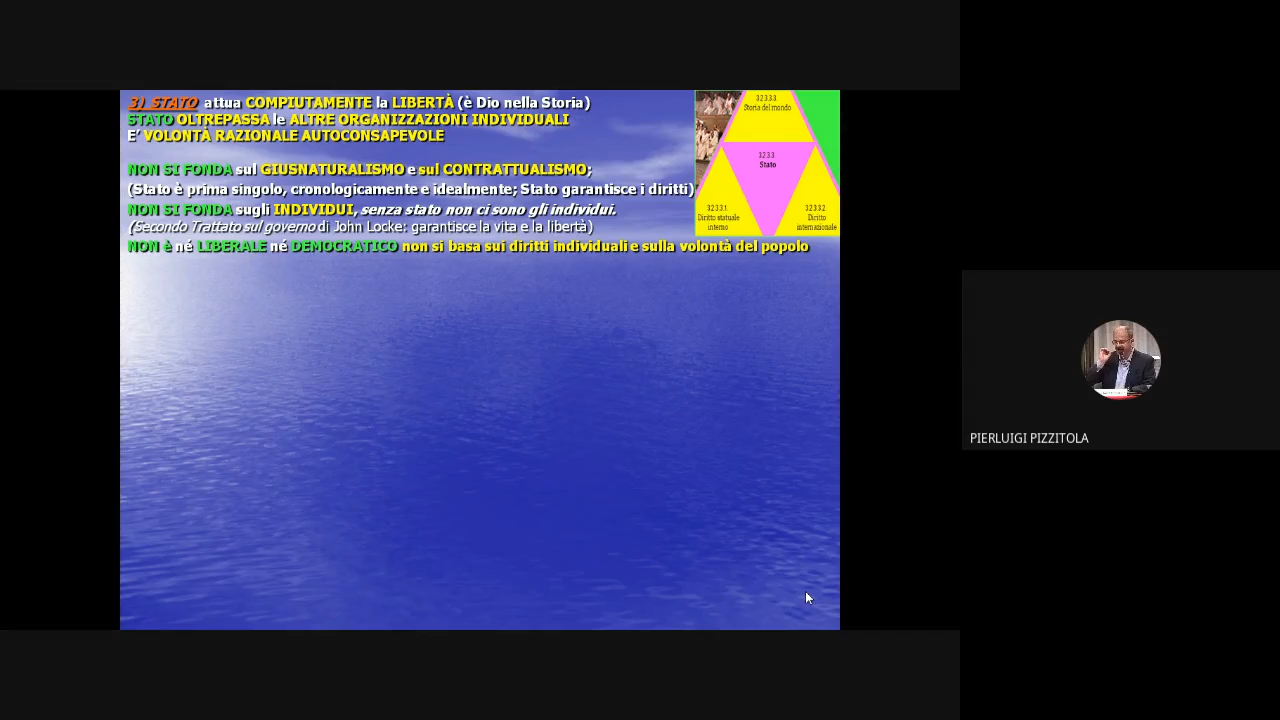 3) STATO attua COMPIUTAMENTE la LIBERTÀ (è Dio nella Storia)
STATO OLTREPASSA le ALTRE ORGANIZZAZIONI INDIVIDUALI
E' VOLONTÀ RAZIONALE AUTOCONSAPEVOLE
NON SI FONDA sul GIUSNATURALISMO e sul CONTRATTUALISMO;
(Stato è prima singolo, cronologicamente e idealmente; Stato garantisce i diritti)
NON SI FONDA sugli INDIVIDUI, senza stato non ci sono gli individui.
(Secondo Trattato sul governo di John Locke: garantisce la vita e la libertà)
NON è né LIBERALE né DEMOCRATICO non si basa sui diritti individuali e sulla volontà del popolo
3.2.3.3.3
Storia del mondo
3.2.3.3.
Stato
3.2.3.3.1.
Diritto statuale
interno
3.2.3.3.2.
Diritto
internazionale
PIERLUIGI PIZZITOLA